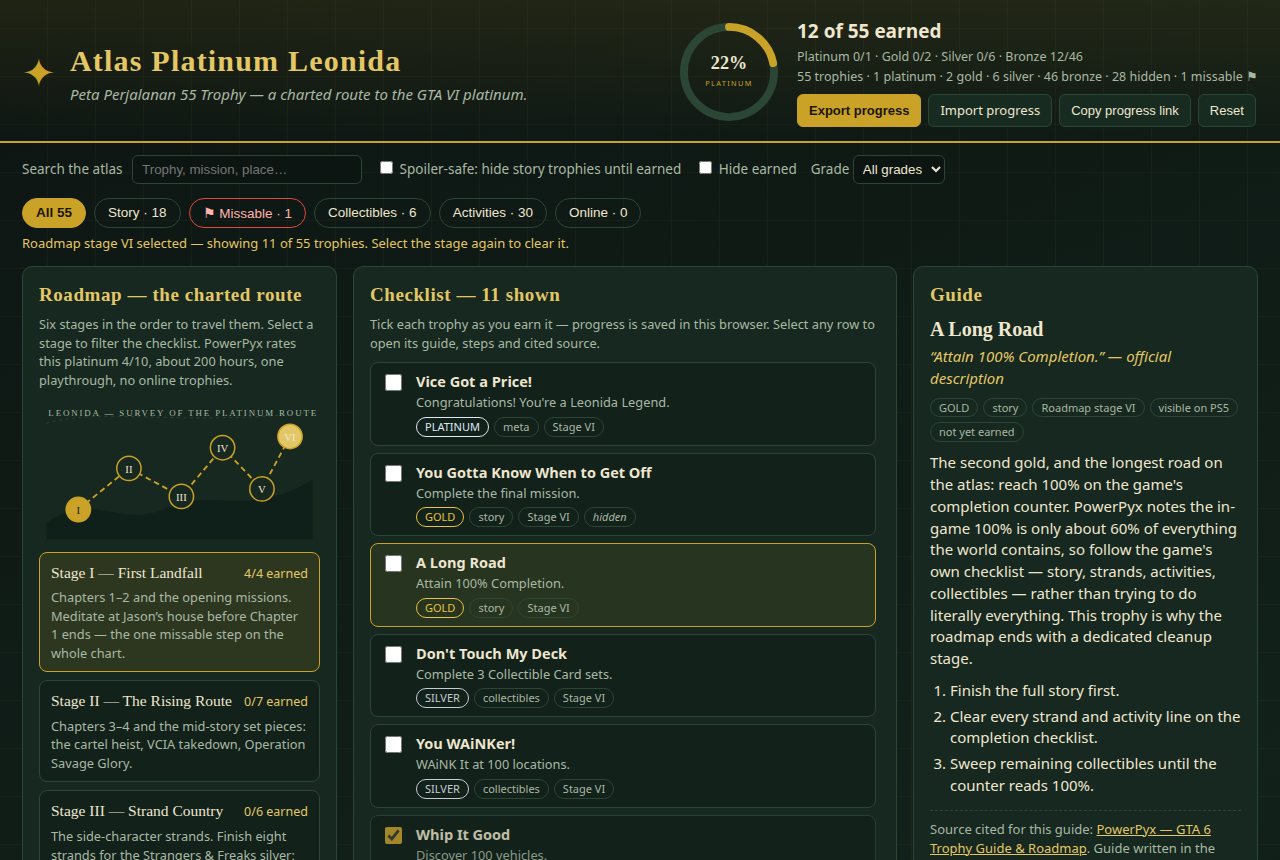 Atlas Platinum Leonida
Peta Perjalanan 55 Trophy — a charted route to the GTA VI platinum.
22%
PLATINUM
12 of 55 earned
Platinum 0/1 · Gold 0/2 · Silver 0/6 · Bronze 12/46
55 trophies · 1 platinum · 2 gold · 6 silver · 46 bronze · 28 hidden · 1 missable ⚑
Export progress
Import progress
Copy progress link
Reset
Search the atlas
Trophy, mission, place…
Spoiler-safe: hide story trophies until earned
Hide earned
Grade
All grades
All 55
Story · 18
⚑ Missable · 1
Collectibles · 6
Activities · 30
Online · 0
Roadmap stage VI selected — showing 11 of 55 trophies. Select the stage again to clear it.
Roadmap — the charted route
Six stages in the order to travel them. Select a
stage to filter the checklist. PowerPyx rates
this platinum 4/10, about 200 hours, one
playthrough, no online trophies.
LEONIDA — SURVEY OF THE PLATINUM ROUTE
I
II
III
IV
V
VI
Stage I — First Landfall
4/4 earned
Chapters 1–2 and the opening missions.
Meditate at Jason's house before Chapter
1 ends — the one missable step on the
whole chart.
Stage II — The Rising Route
0/7 earned
Chapters 3–4 and the mid-story set pieces:
the cartel heist, VCIA takedown, Operation
Savage Glory.
Stage III — Strand Country
0/6 earned
The side-character strands. Finish eight
strands for the Strangers & Freaks silver;
Checklist — 11 shown
Tick each trophy as you earn it — progress is saved in this browser. Select any row to
open its guide, steps and cited source.
Vice Got a Price!
Congratulations! You're a Leonida Legend.
PLATINUM
meta
Stage VI
You Gotta Know When to Get Off
Complete the final mission.
GOLD
story
Stage VI
hidden
A Long Road
Attain 100% Completion.
GOLD
story
Stage VI
Don't Touch My Deck
Complete 3 Collectible Card sets.
SILVER
collectibles
Stage VI
You WAiNKer!
WAiNK It at 100 locations.
SILVER
collectibles
Stage VI
Whip It Good
Discover 100 vehicles.
Guide
A Long Road
“Attain 100% Completion.” — official
description
GOLD
story
Roadmap stage VI
visible on PS5
not yet earned
The second gold, and the longest road on
the atlas: reach 100% on the game's
completion counter. PowerPyx notes the in-
game 100% is only about 60% of everything
the world contains, so follow the game's
own checklist — story, strands, activities,
collectibles — rather than trying to do
literally everything. This trophy is why the
roadmap ends with a dedicated cleanup
stage.
1. Finish the full story first.
2. Clear every strand and activity line on the
completion checklist.
3. Sweep remaining collectibles until the
counter reads 100%.
Source cited for this guide: PowerPyx — GTA 6
Trophy Guide & Roadmap. Guide written in the